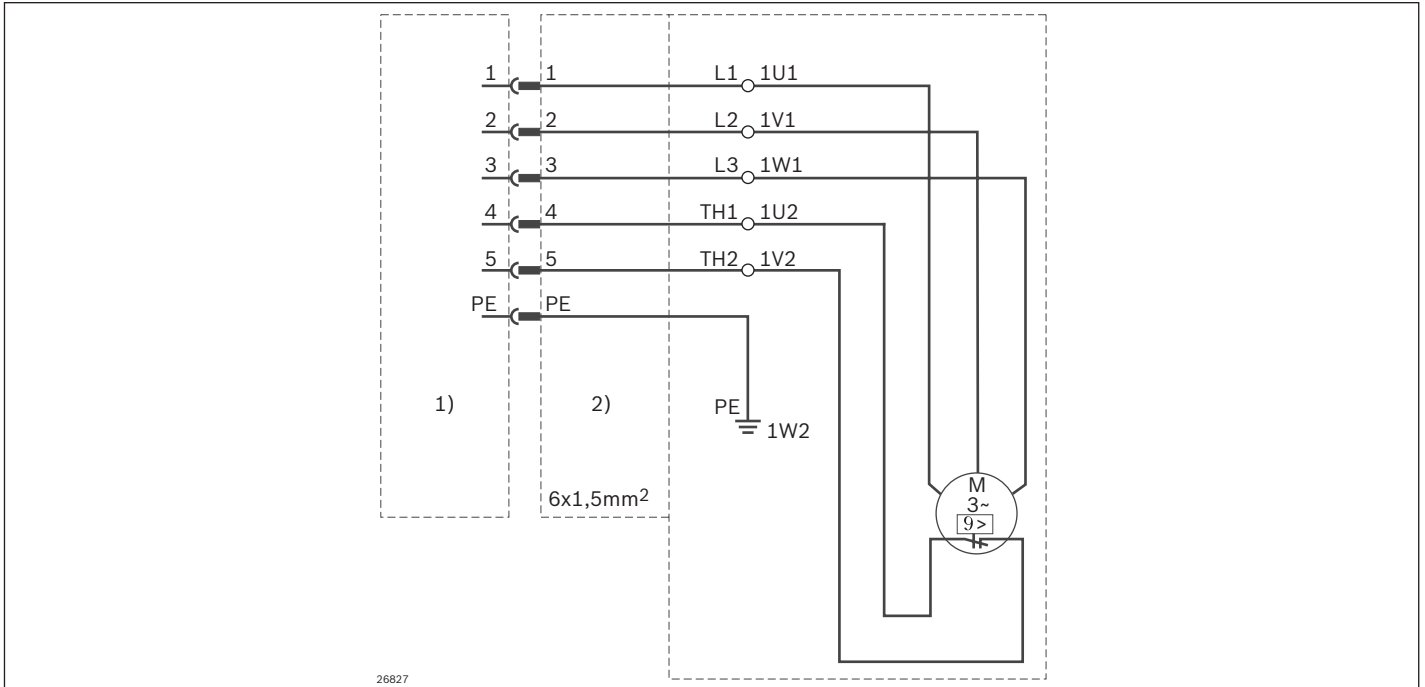 1 1 L1 1U1
2 2 L2 1V1
3 3 L3 1W1
4 4 TH1 1U2
5 5 TH2 1V2
PE PE
1) 2) PE
1W2
6x1,5mm2
M
3~
9>
26827